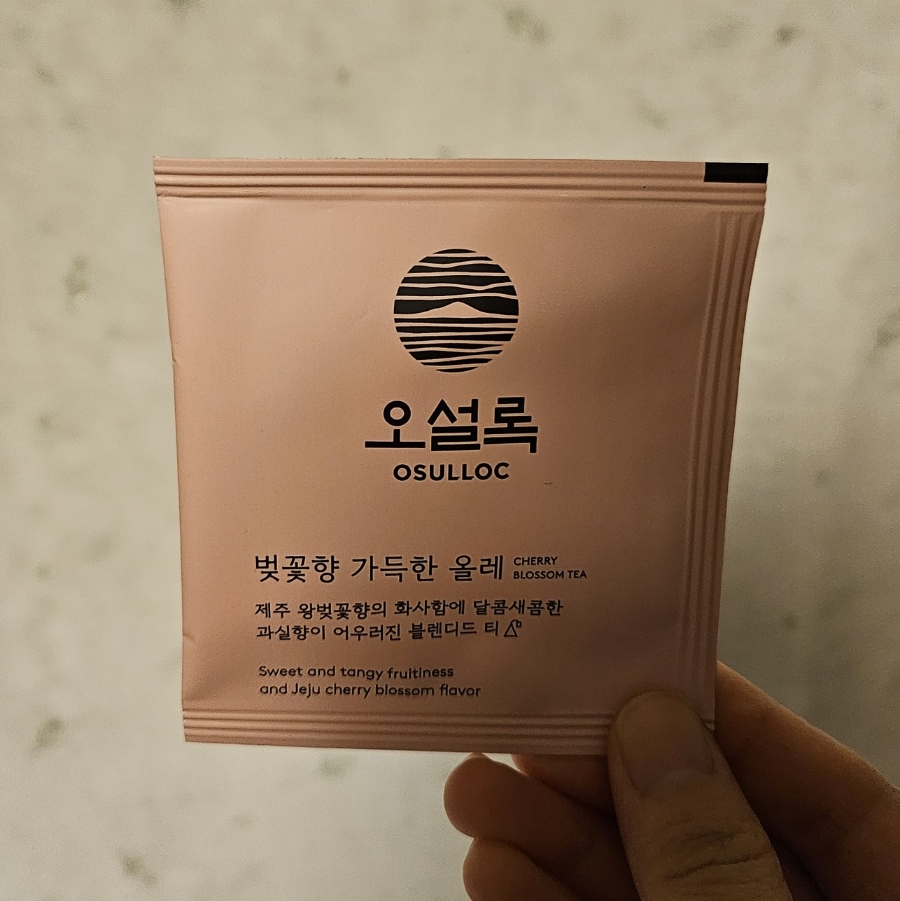 오설록
OSULLOC
벚꽃향 가득한 올레 CHERRY
BLOSSOM TEA
제주 왕벚꽃향의 화사함에 달콤새콤한
과실향이 어우러진 블렌디드 티
Sweet and tangy fruitiness
and Jeju cherry blossom flavor